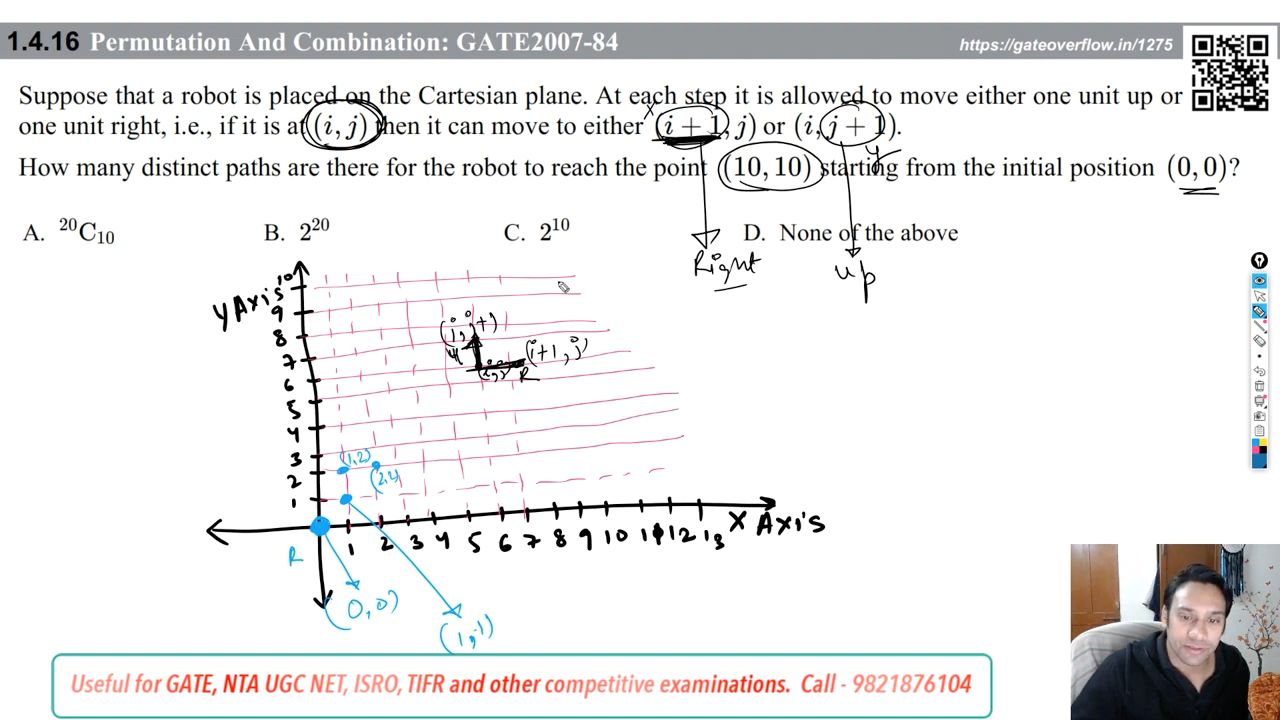 1.4.16 Permutation And Combination: GATE2007-84
https://gateoverflow.in/1275
Suppose that a robot is placed on the Cartesian plane. At each step it is allowed to move either one unit up or
one unit right, i.e., if it is at (i, j) then it can move to either (i + 1, j) or (i, j + 1).
x
y
How many distinct paths are there for the robot to reach the point (10, 10) starting from the initial position (0, 0)?
A. ²⁰C₁₀ B. 2²⁰ C. 2¹⁰ D. None of the above
Right
up
y Axis
10
9
8
7
6
5
4
3
2
1
(i, j+1)
(i+1, j)
(i, j)
R
(1,2)
(2,2)
1 2 3 4 5 6 7 8 9 10 11 12 13
X Axis
R
(0,0)
(1,1)
Useful for GATE, NTA UGC NET, ISRO, TIFR and other competitive examinations. Call - 9821876104